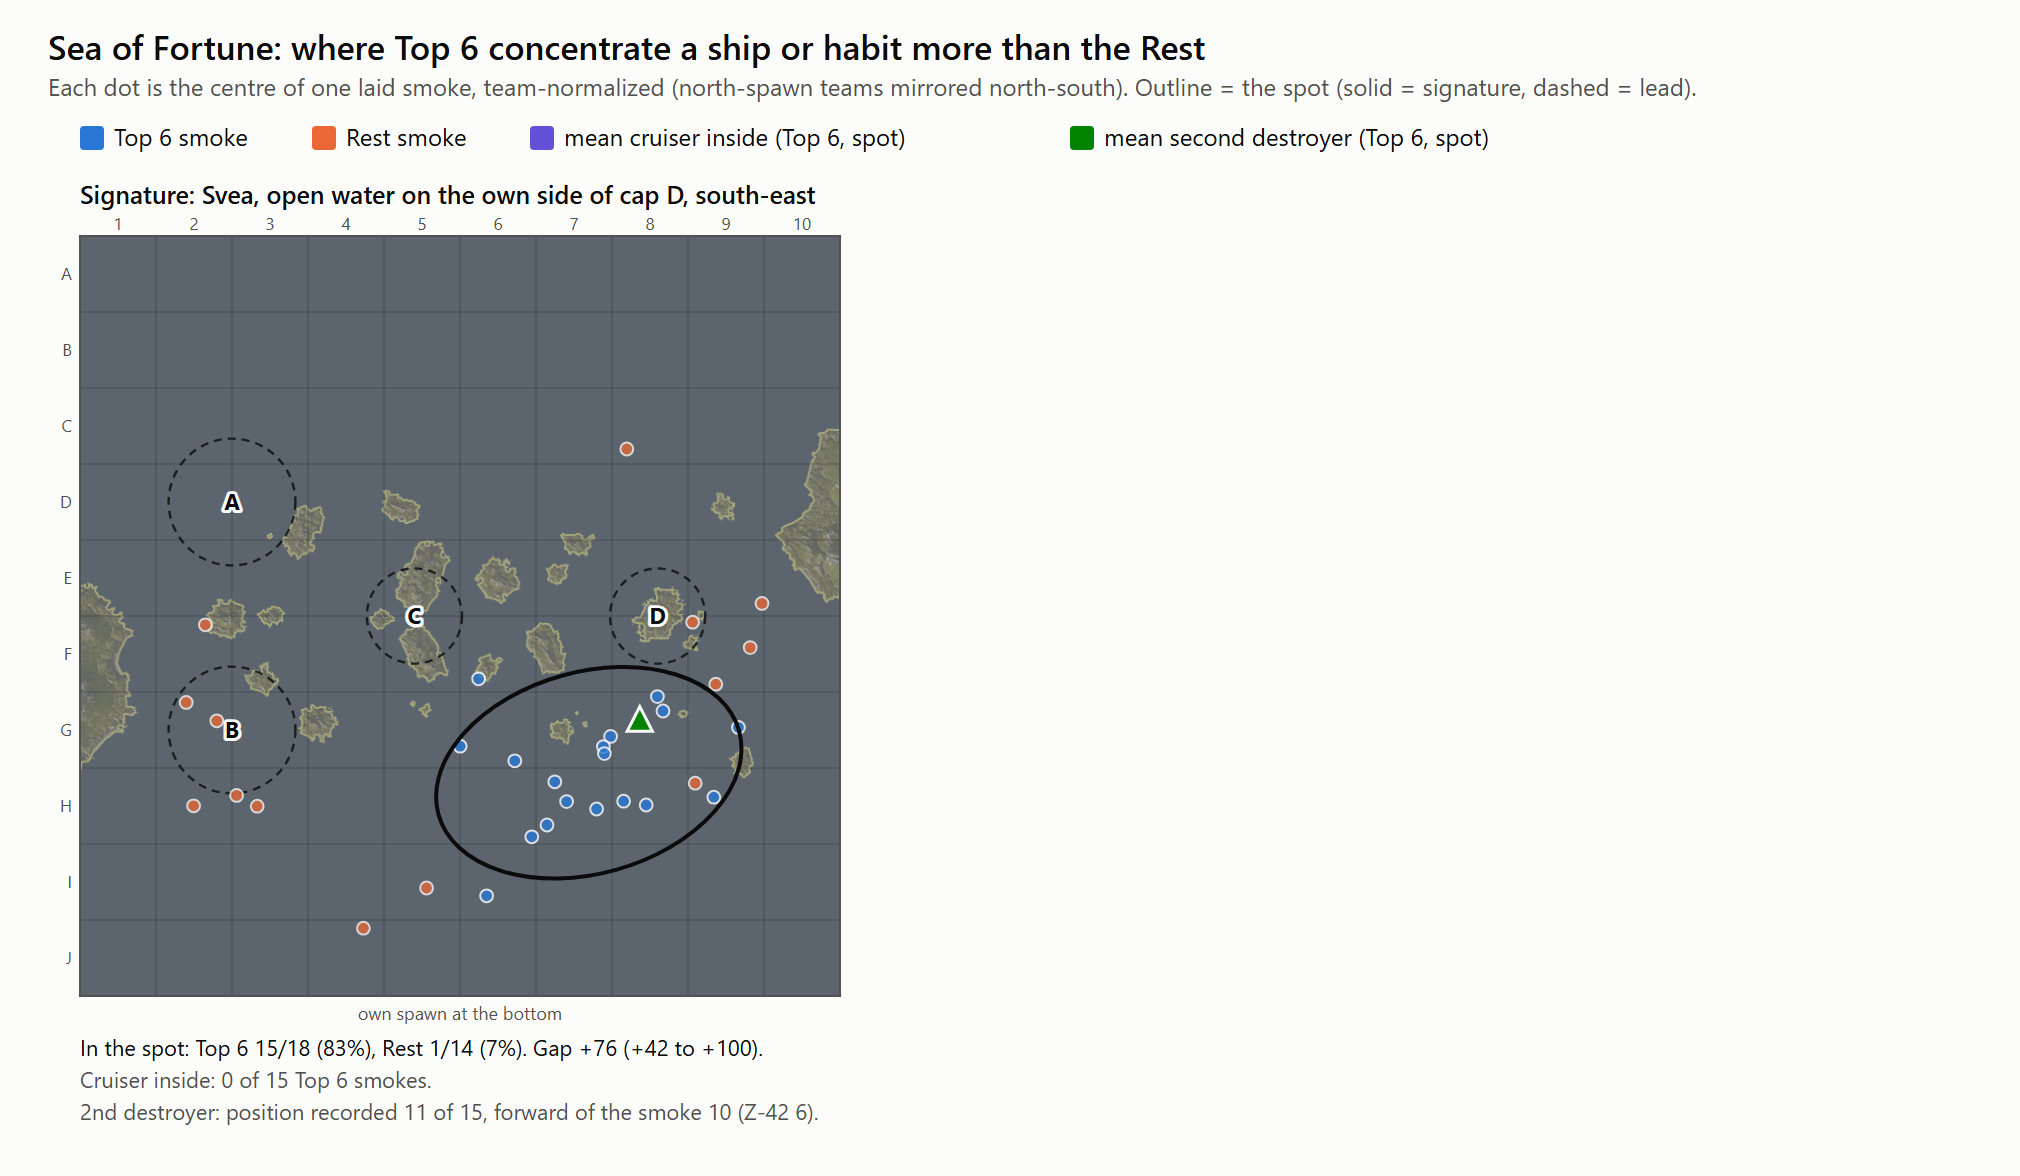 Sea of Fortune: where Top 6 concentrate a ship or habit more than the Rest
Each dot is the centre of one laid smoke, team-normalized (north-spawn teams mirrored north-south). Outline = the spot (solid = signature, dashed = lead).
Top 6 smoke Rest smoke mean cruiser inside (Top 6, spot) mean second destroyer (Top 6, spot)
Signature: Svea, open water on the own side of cap D, south-east
1 2 3 4 5 6 7 8 9 10
A
B
C
D
A
E
C
D
F
G
B
H
I
J
own spawn at the bottom
In the spot: Top 6 15/18 (83%), Rest 1/14 (7%). Gap +76 (+42 to +100).
Cruiser inside: 0 of 15 Top 6 smokes.
2nd destroyer: position recorded 11 of 15, forward of the smoke 10 (Z-42 6).